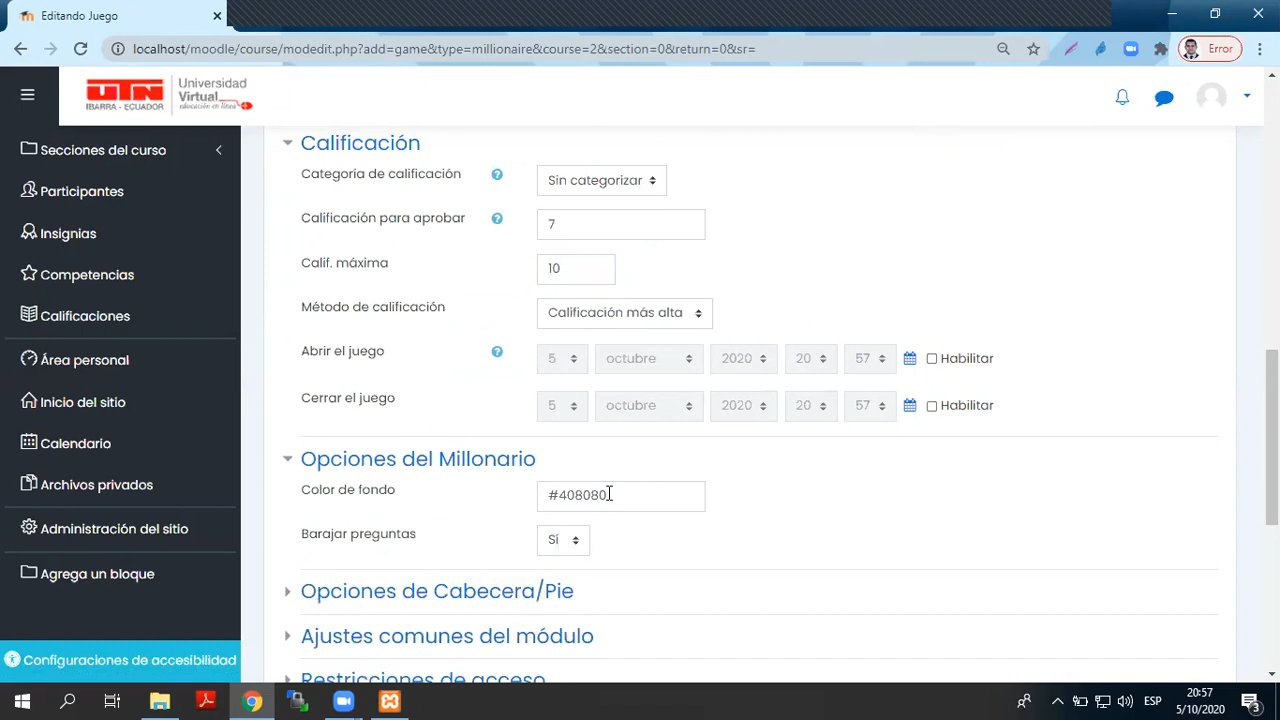 Editando Juego
localhost/moodle/course/modedit.php?add=game&type=millionaire&course=2&section=0&return=0&sr=
Error
UTN
IBARRA - ECUADOR
Universidad
Virtual
educación en línea
Secciones del curso
Participantes
Insignias
Competencias
Calificaciones
Área personal
Inicio del sitio
Calendario
Archivos privados
Administración del sitio
Agrega un bloque
Configuraciones de accesibilidad
Calificación
Categoría de calificación
Sin categorizar
Calificación para aprobar
7
Calif. máxima
10
Método de calificación
Calificación más alta
Abrir el juego
5 octubre 2020 20 57 Habilitar
Cerrar el juego
5 octubre 2020 20 57 Habilitar
Opciones del Millonario
Color de fondo
#408080
Barajar preguntas
Sí
Opciones de Cabecera/Pie
Ajustes comunes del módulo
Restricciones de acceso
ESP
20:57
5/10/2020
3